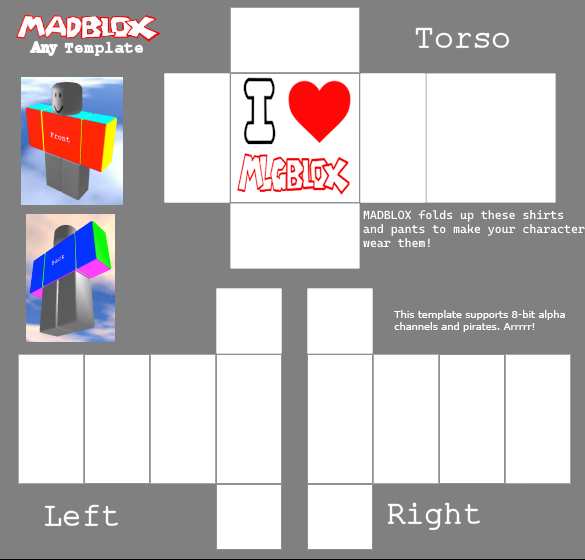 MADBLOX
Any Template
Torso
Front
I
MLGBLOX
MADBLOX folds up these shirts
and pants to make your character
wear them!
Back
This template supports 8-bit alpha
channels and pirates. Arrrrr!
Left
Right